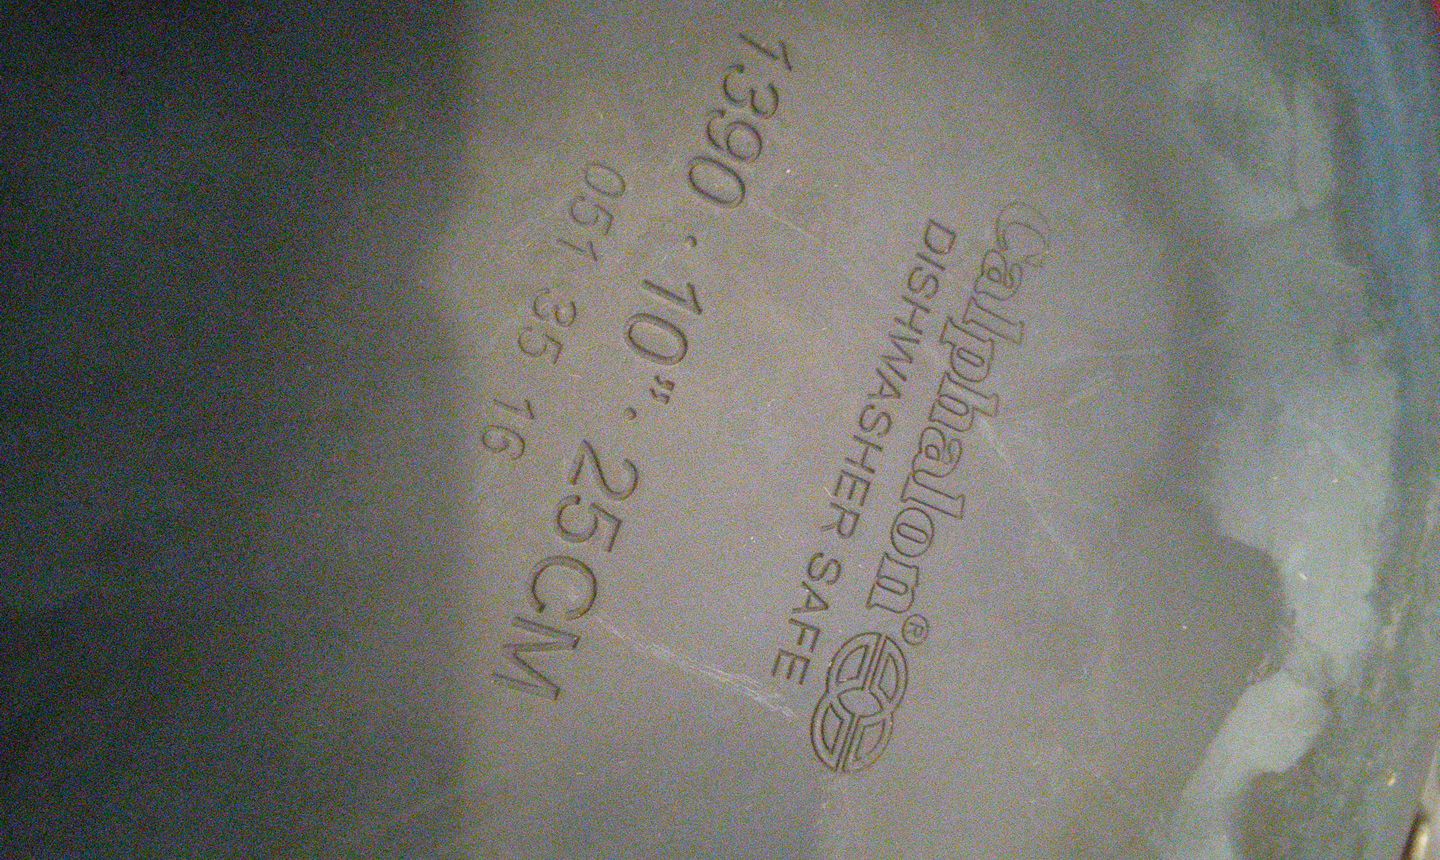 Calphalon®
DISHWASHER SAFE
1390 . 10" . 25CM
051 35 16